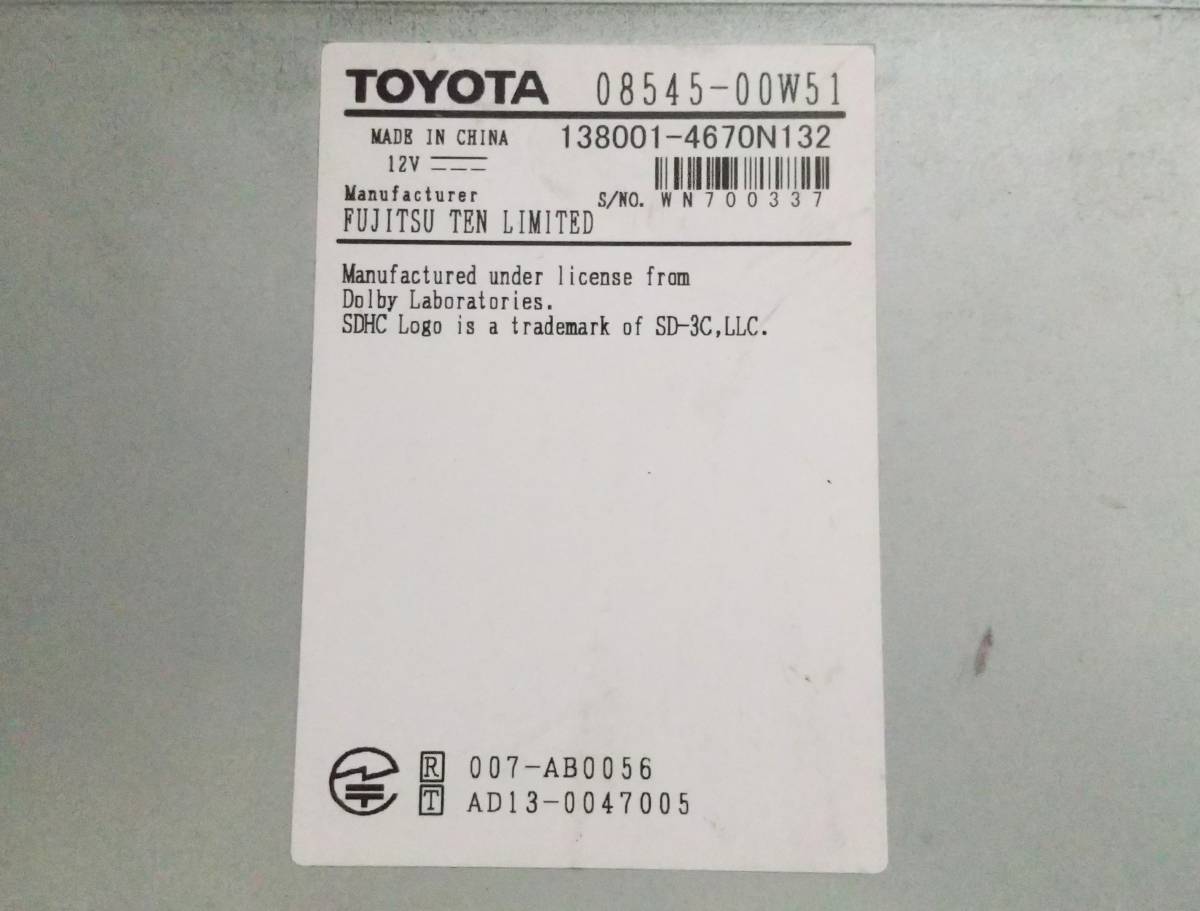 TOYOTA 08545-00W51
MADE IN CHINA 138001-4670N132
12V
Manufacturer S/NO. WN700337
FUJITSU TEN LIMITED
Manufactured under license from
Dolby Laboratories.
SDHC Logo is a trademark of SD-3C,LLC.
R 007-AB0056
T AD13-0047005